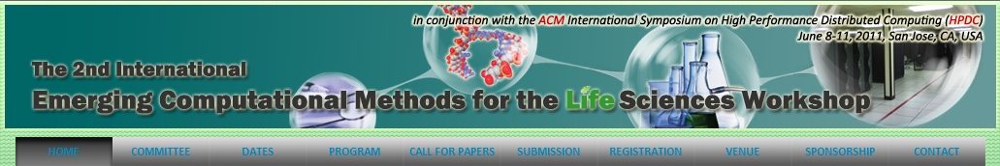 in conjunction with the ACM International Symposium on High Performance Distributed Computing (HPDC)
June 8-11, 2011, San Jose, CA, USA
The 2nd International
Emerging Computational Methods for the Life Sciences Workshop
HOME COMMITTEE DATES PROGRAM CALL FOR PAPERS SUBMISSION REGISTRATION VENUE SPONSORSHIP CONTACT